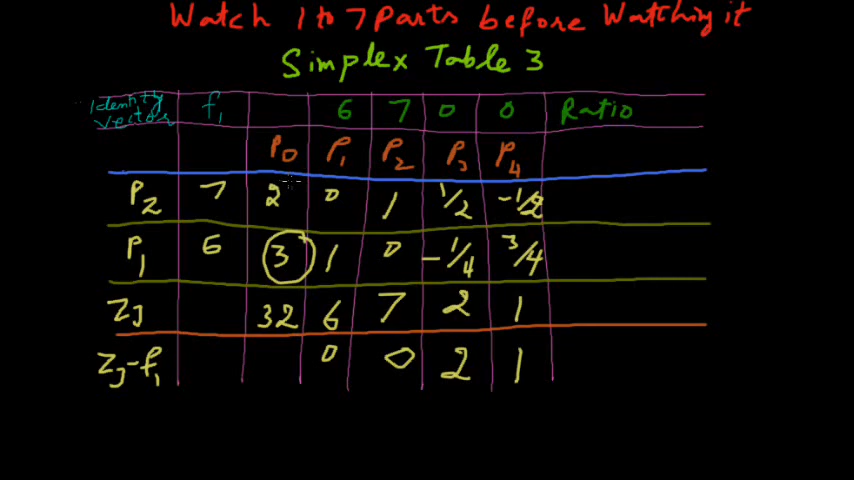 Watch 1 to 7 Parts before Watching it
Simplex Table 3
Identity Vector f₁ 6 7 0 0 Ratio
P₀ P₁ P₂ P₃ P₄
P₂ 7 2 0 1 1/2 -1/2
P₁ 6 3 1 0 -1/4 3/4
ZJ 32 6 7 2 1
ZJ-f₁ 0 0 2 1